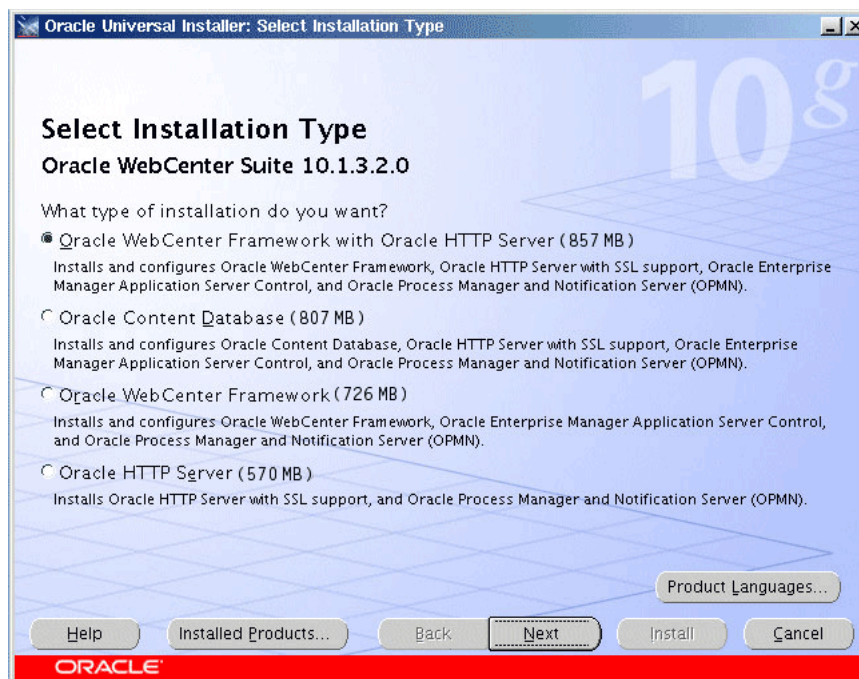 Oracle Universal Installer: Select Installation Type
10g
Select Installation Type
Oracle WebCenter Suite 10.1.3.2.0
What type of installation do you want?
Oracle WebCenter Framework with Oracle HTTP Server (857 MB)
Installs and configures Oracle WebCenter Framework, Oracle HTTP Server with SSL support, Oracle Enterprise
Manager Application Server Control, and Oracle Process Manager and Notification Server (OPMN).
Oracle Content Database (807 MB)
Installs and configures Oracle Content Database, Oracle HTTP Server with SSL support, Oracle Enterprise
Manager Application Server Control, and Oracle Process Manager and Notification Server (OPMN).
Oracle WebCenter Framework (726 MB)
Installs and configures Oracle WebCenter Framework, Oracle Enterprise Manager Application Server Control,
and Oracle Process Manager and Notification Server (OPMN).
Oracle HTTP Server (570 MB)
Installs Oracle HTTP Server with SSL support, and Oracle Process Manager and Notification Server (OPMN).
Product Languages...
Help Installed Products... Back Next Install Cancel
ORACLE